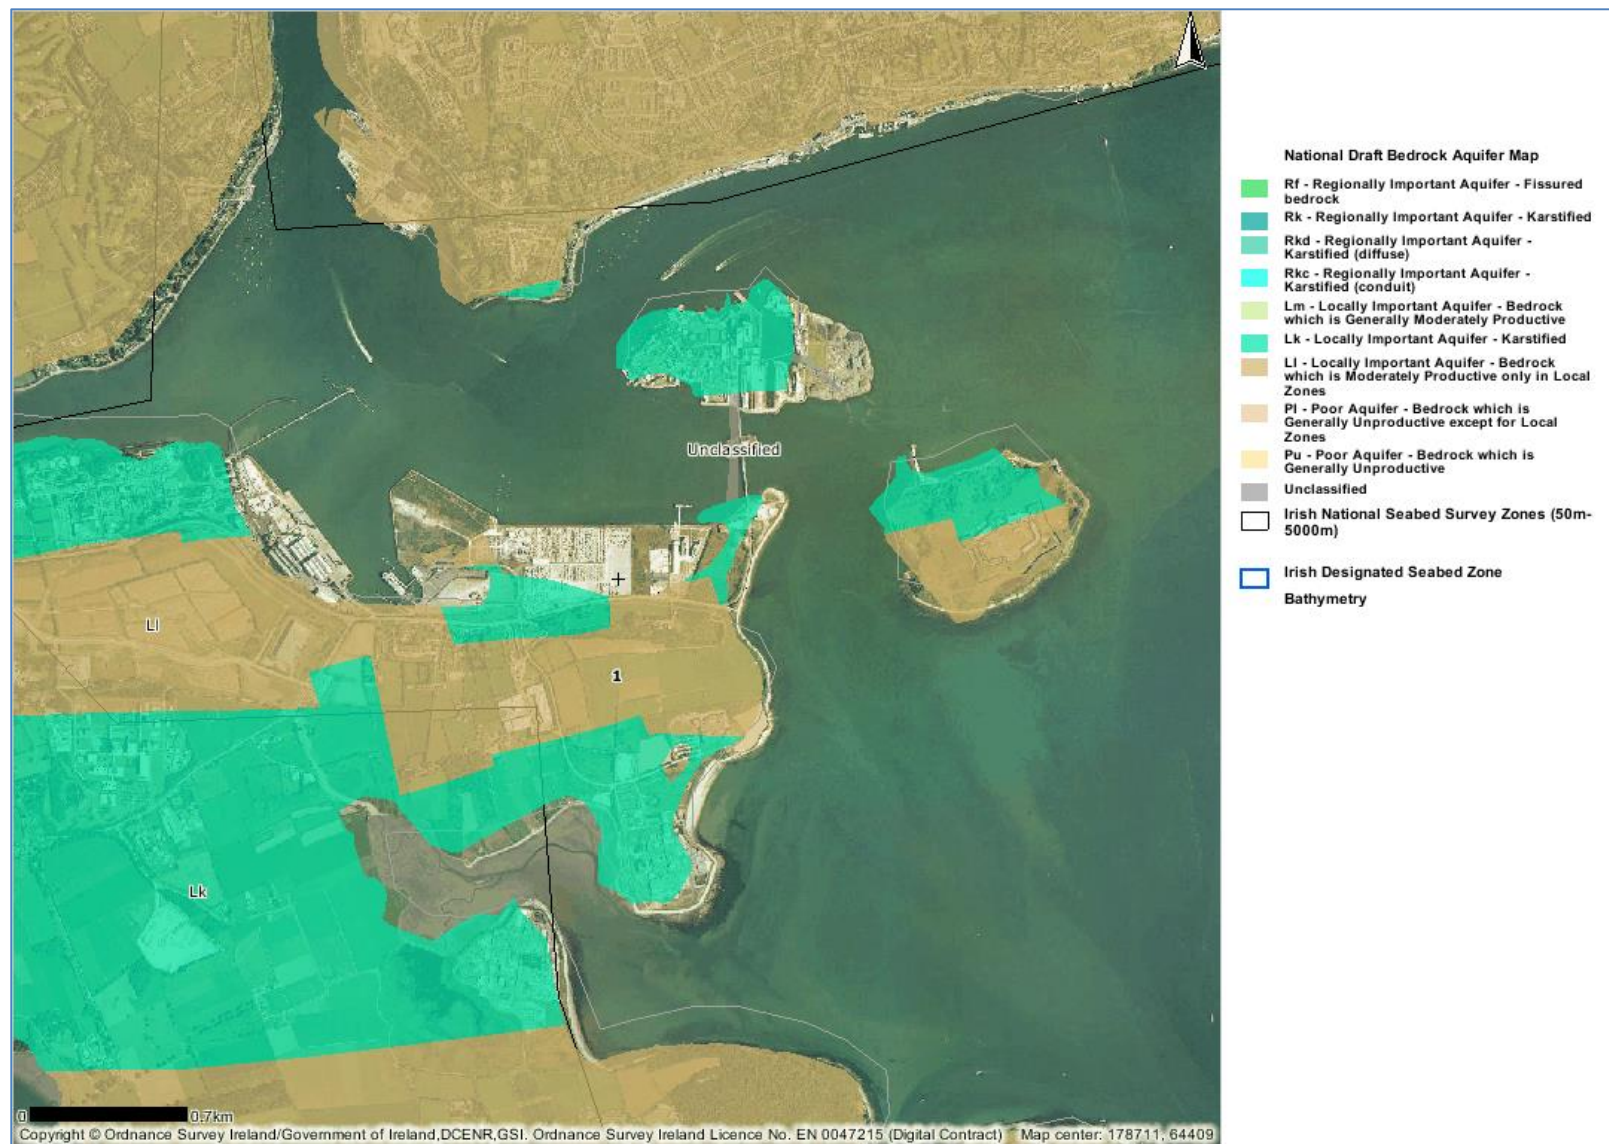 National Draft Bedrock Aquifer Map
Rf - Regionally Important Aquifer - Fissured
bedrock
Rk - Regionally Important Aquifer - Karstified
Rkd - Regionally Important Aquifer -
Karstified (diffuse)
Rkc - Regionally Important Aquifer -
Karstified (conduit)
Lm - Locally Important Aquifer - Bedrock
which is Generally Moderately Productive
Lk - Locally Important Aquifer - Karstified
Ll - Locally Important Aquifer - Bedrock
which is Moderately Productive only in Local
Zones
Pl - Poor Aquifer - Bedrock which is
Generally Unproductive except for Local
Zones
Pu - Poor Aquifer - Bedrock which is
Generally Unproductive
Unclassified
Irish National Seabed Survey Zones (50m-
5000m)
Irish Designated Seabed Zone
Bathymetry
Unclassified
Ll
1
Lk
0 0.7km
Copyright © Ordnance Survey Ireland/Government of Ireland,DCENR,GSI. Ordnance Survey Ireland Licence No. EN 0047215 (Digital Contract) Map center: 178711, 64409